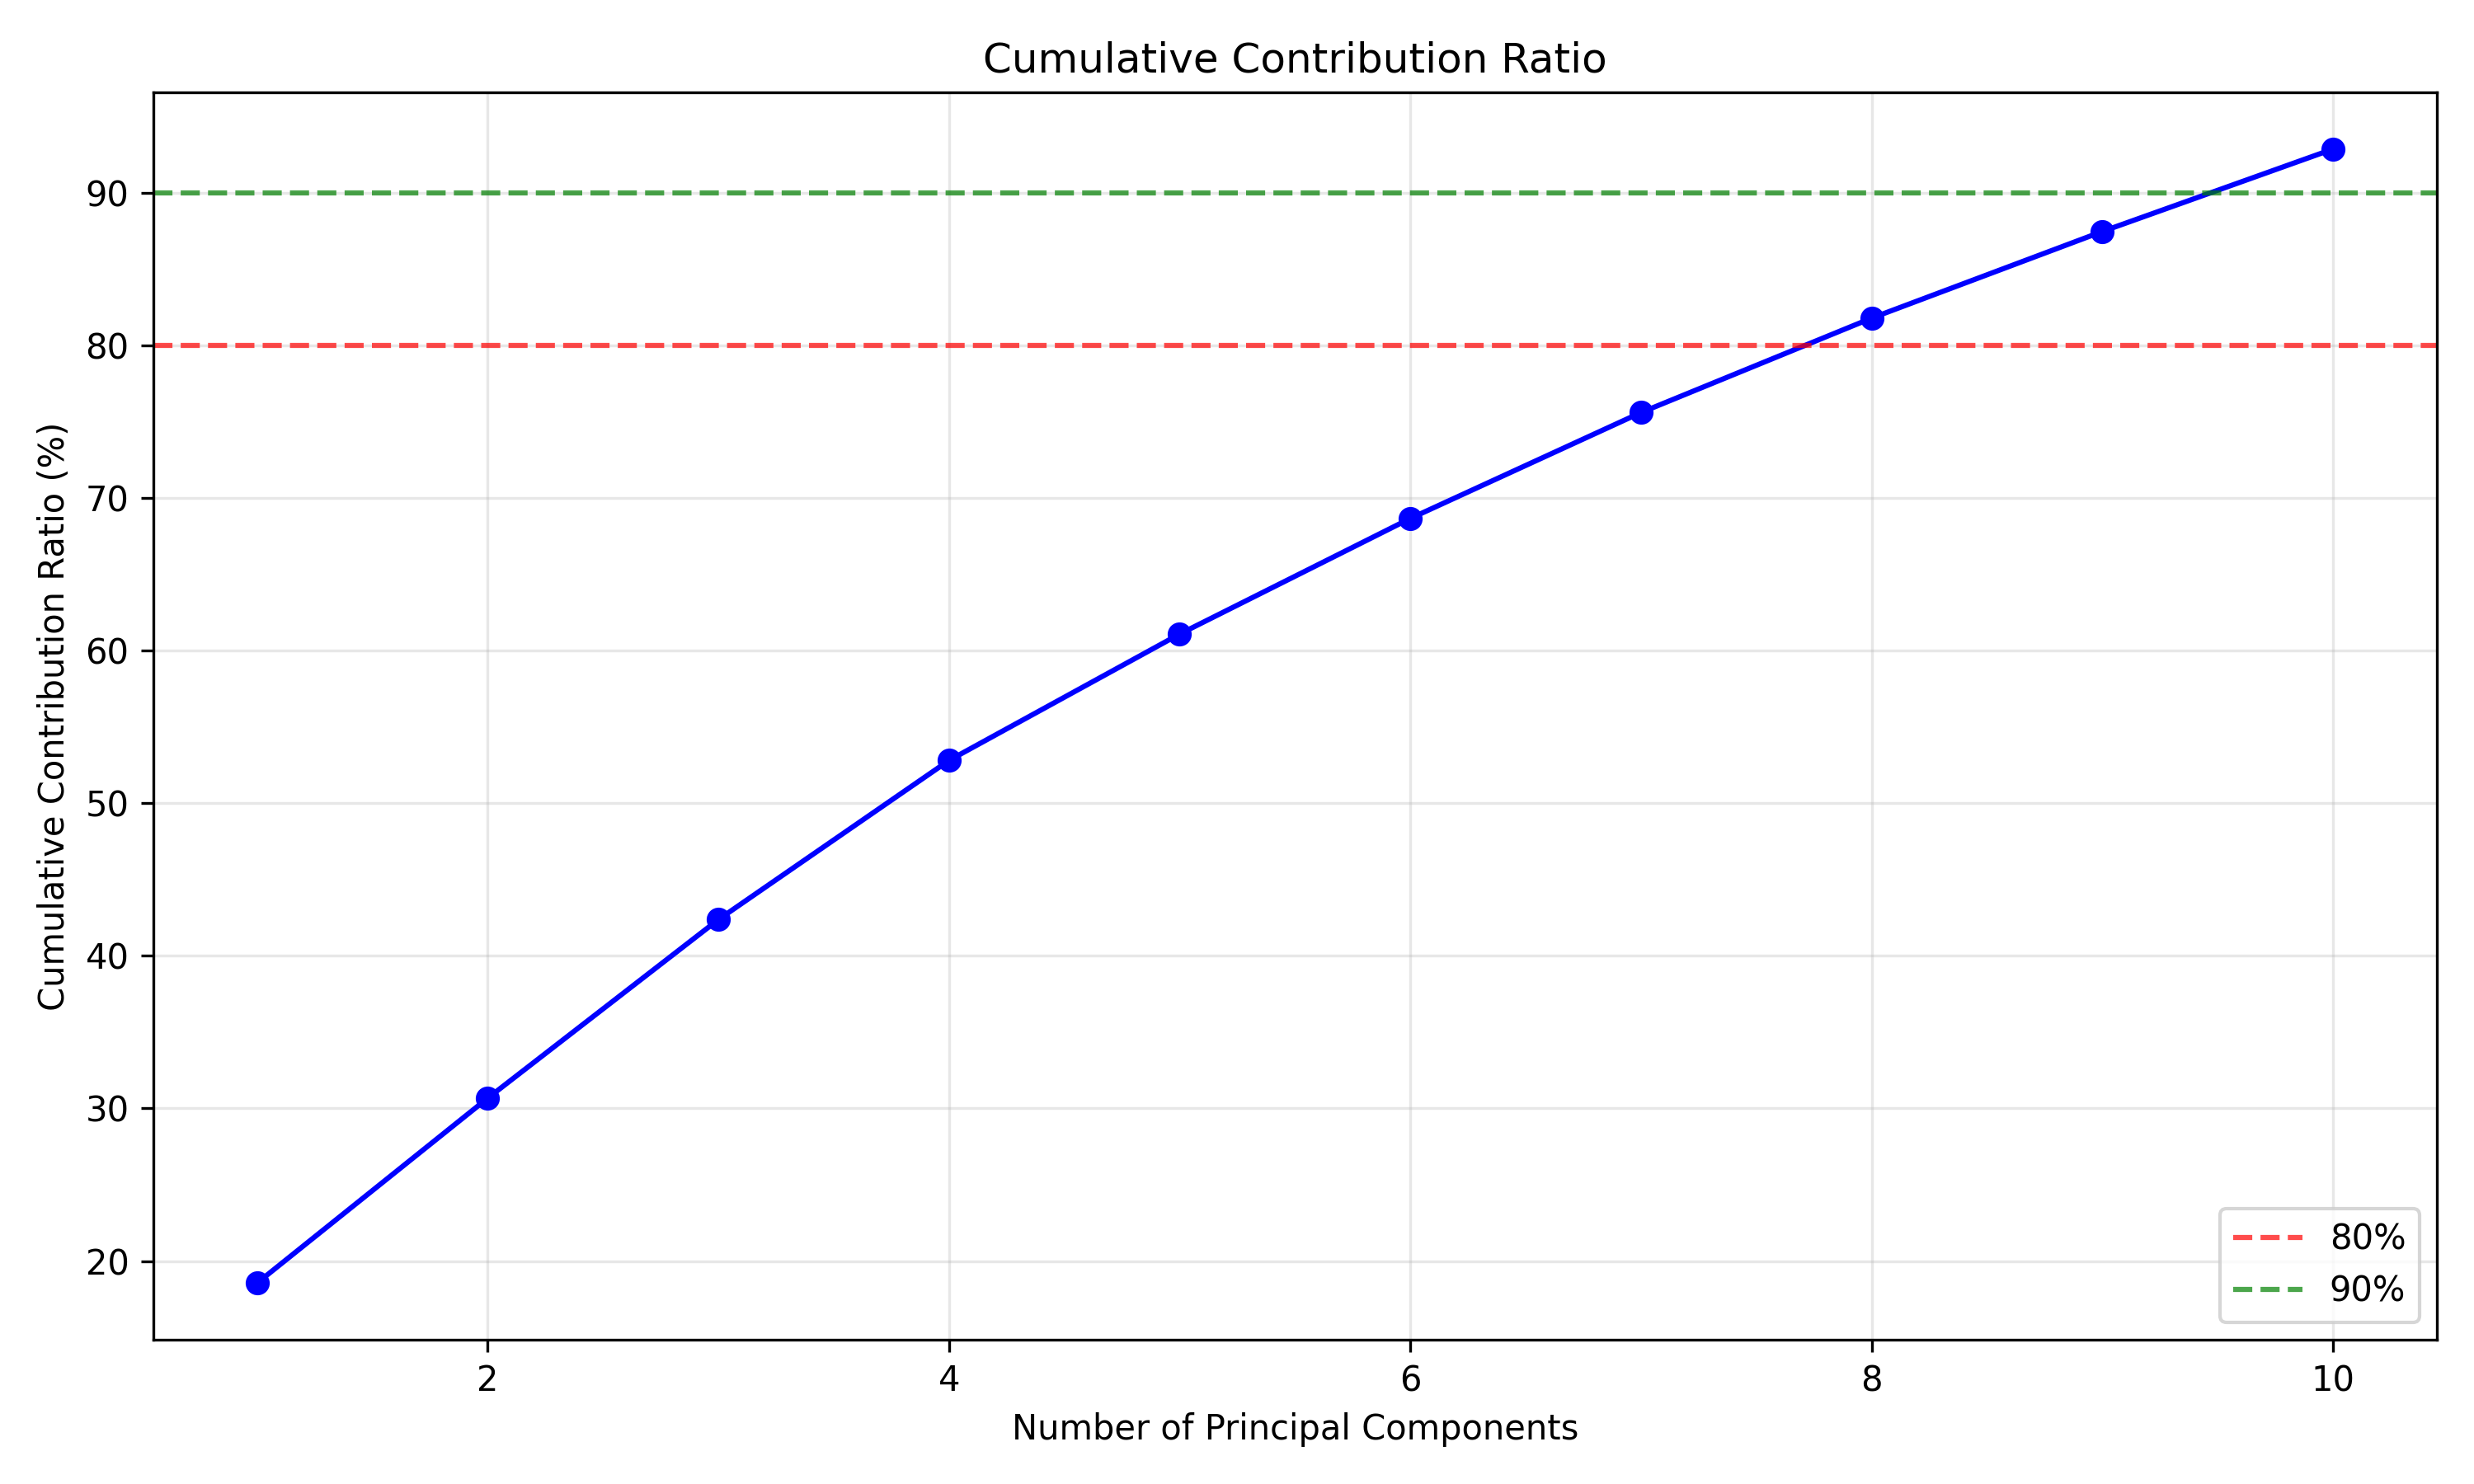 Cumulative Contribution Ratio
Cumulative Contribution Ratio (%)
90
80
70
60
50
40
30
20
80%
90%
2 4 6 8 10
Number of Principal Components